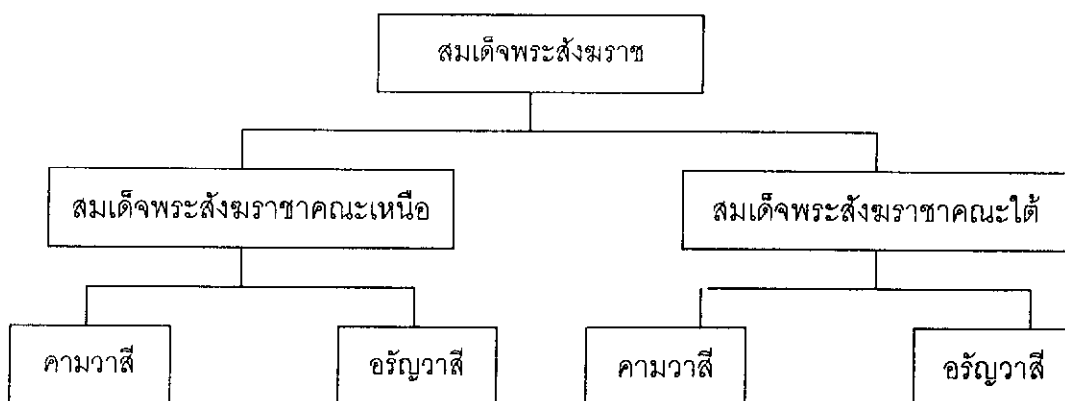 สมเด็จพระสังฆราช
สมเด็จพระสังฆราชาคณะเหนือ
สมเด็จพระสังฆราชาคณะใต้
คามวาสี
อรัญวาสี
คามวาสี
อรัญวาสี